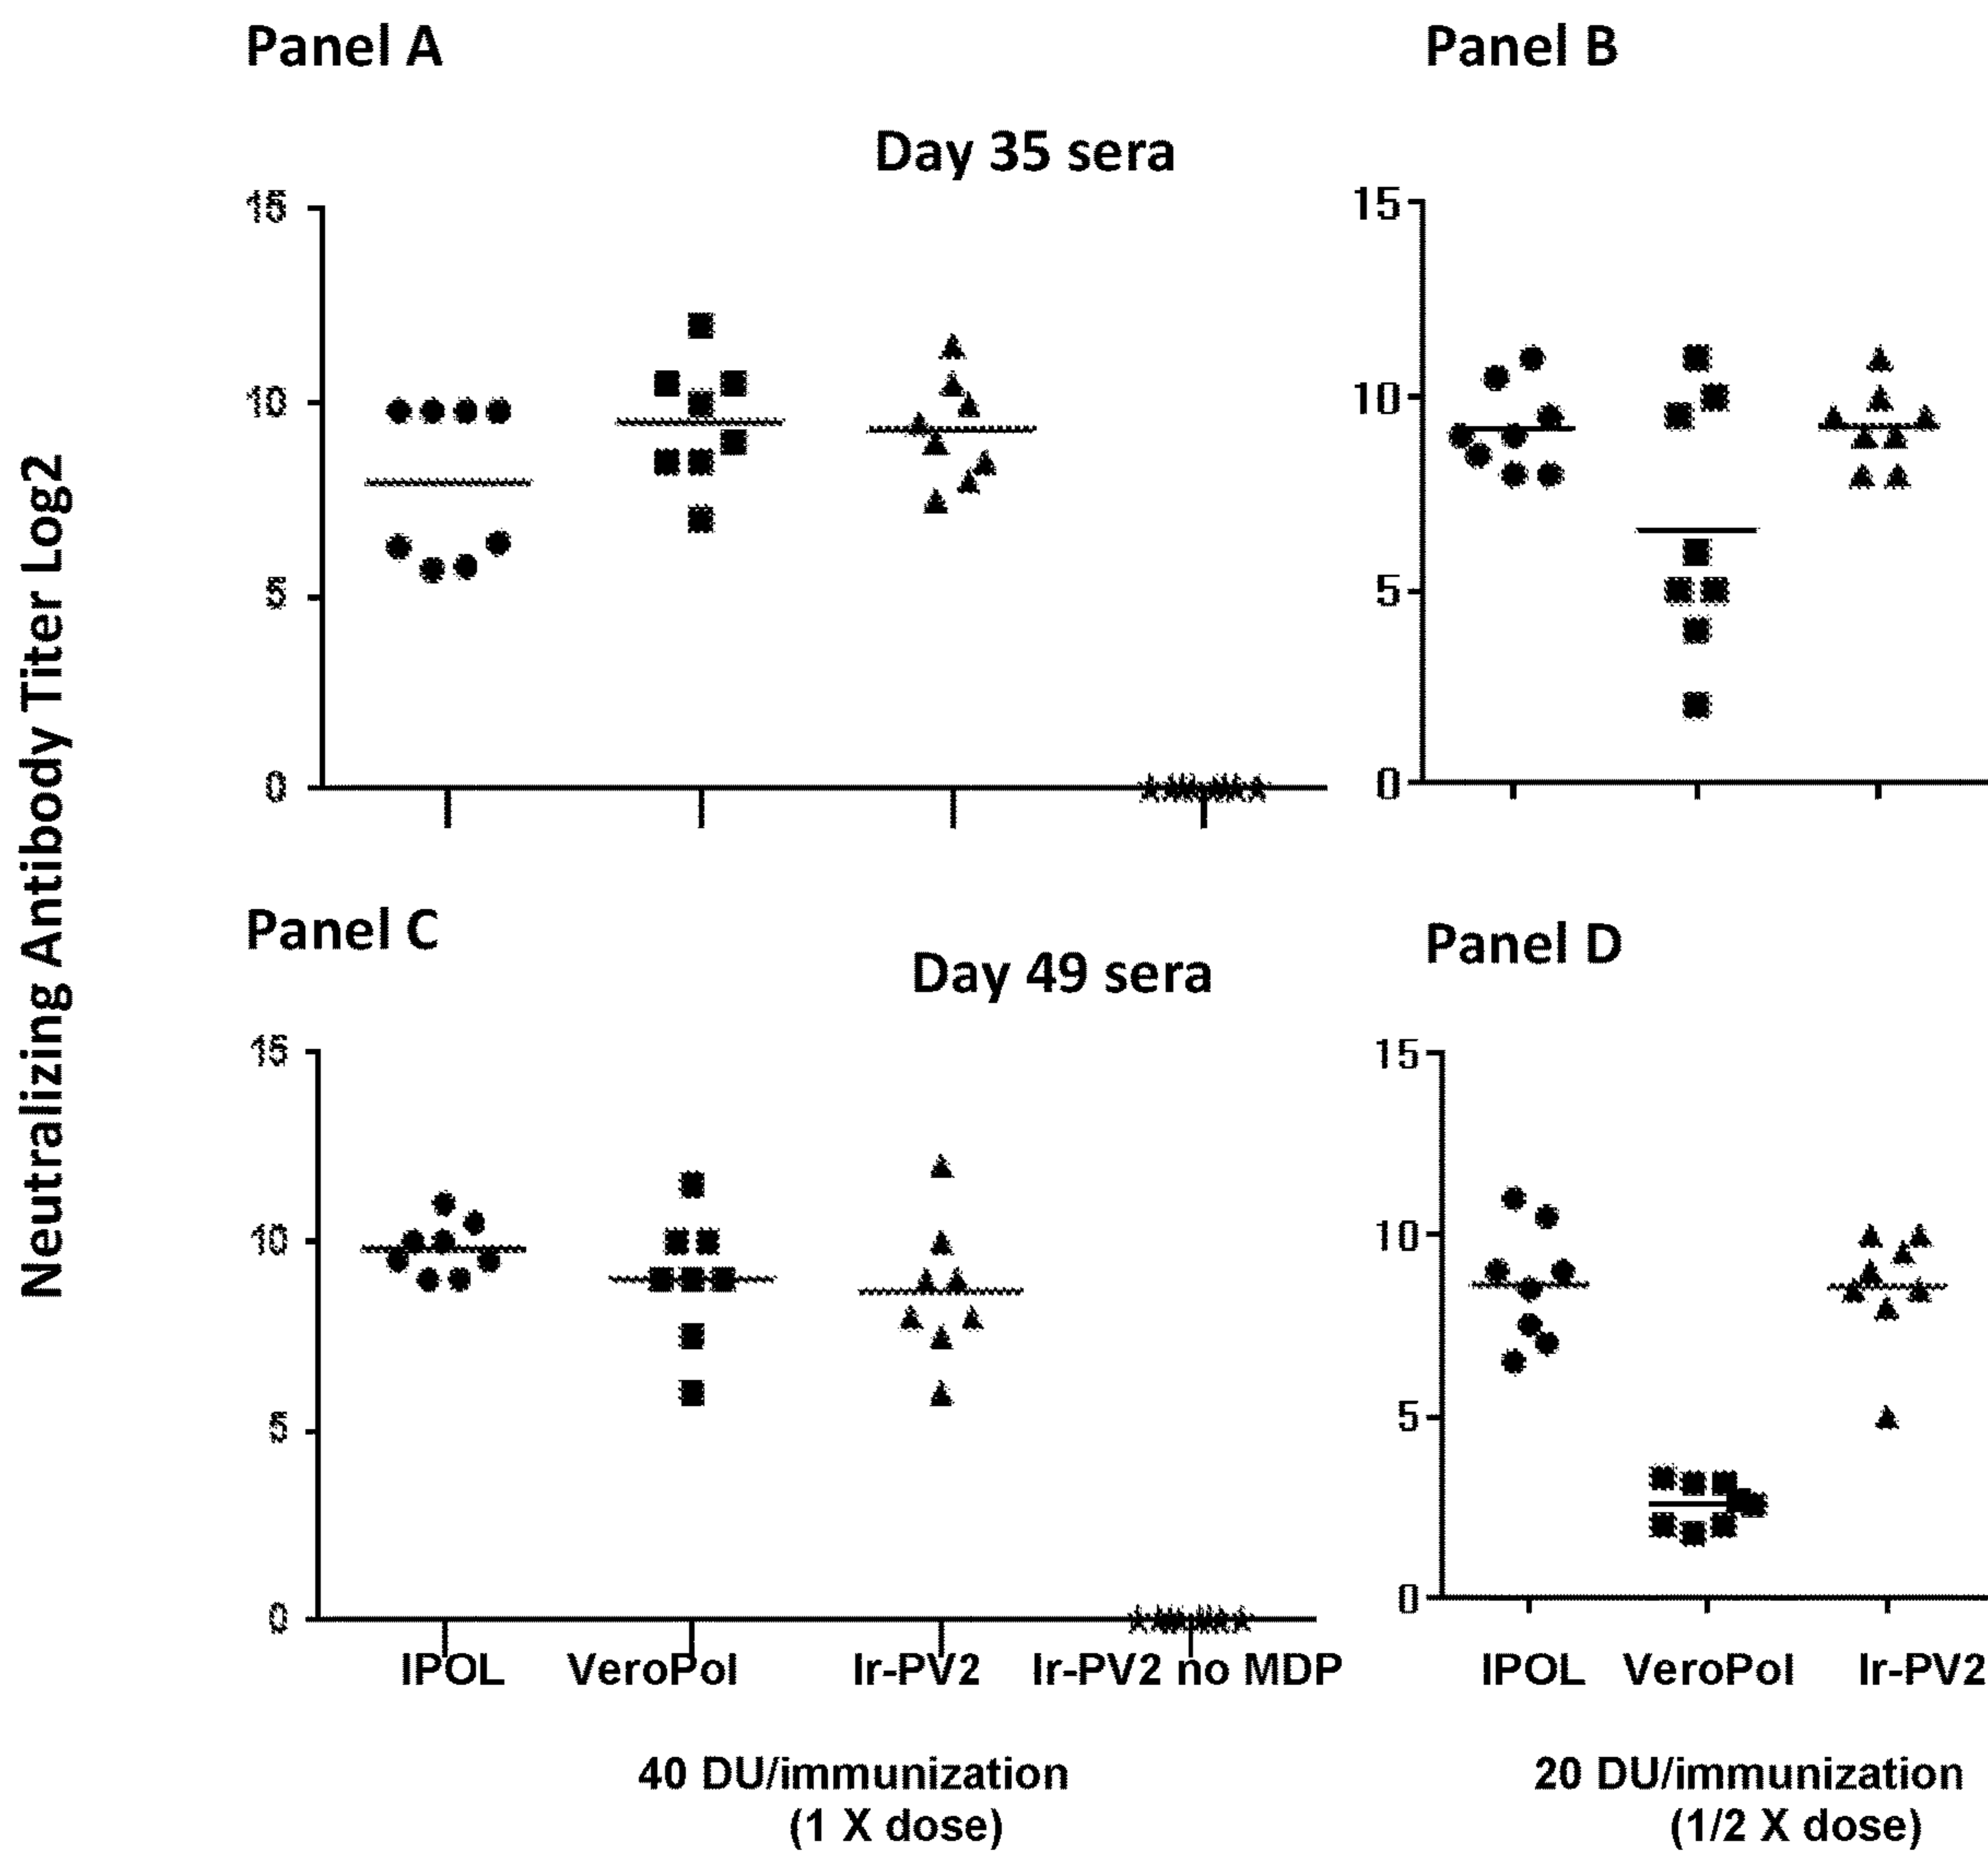 Panel A
Panel B
Day 35 sera
Neutralizing Antibody Titer Log2
15
10
5
0
15
10
5
0
Panel C
Panel D
Day 49 sera
15
10
5
0
15
10
5
0
IPOL VeroPol Ir-PV2 Ir-PV2 no MDP
IPOL VeroPol Ir-PV2
40 DU/immunization
(1 X dose)
20 DU/immunization
(1/2 X dose)